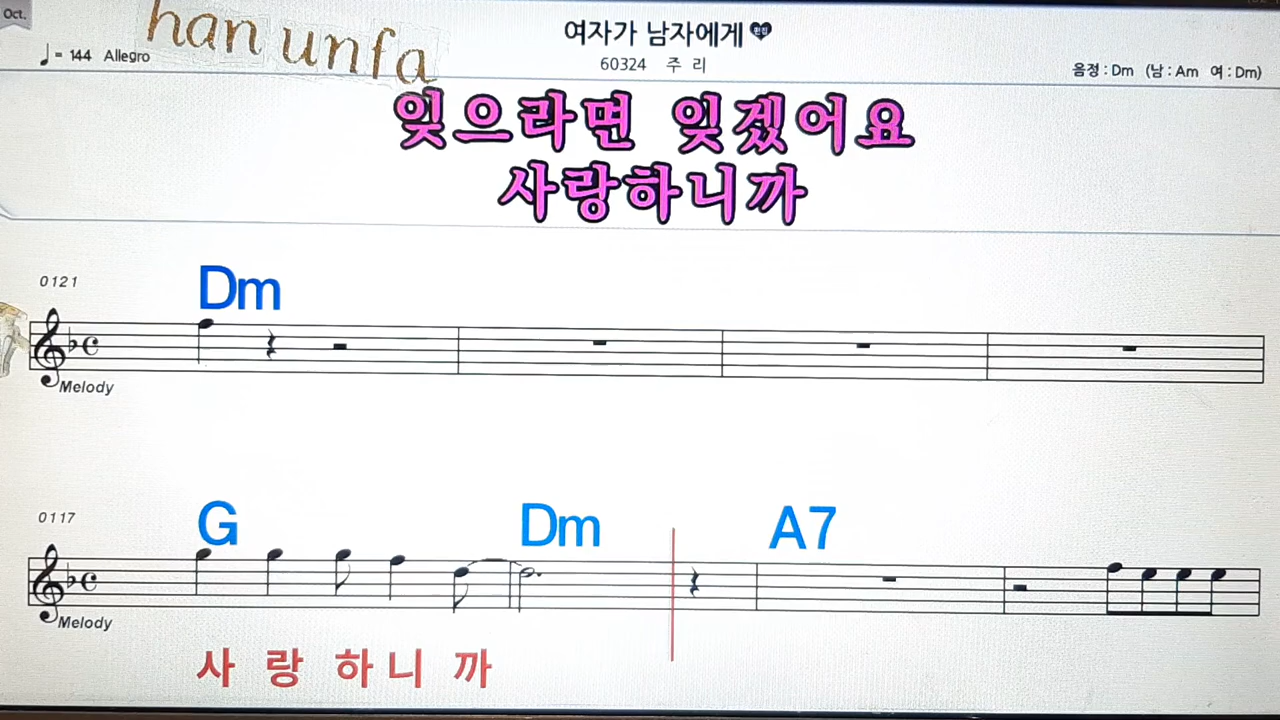 Oct.
han unfa
여자가 남자에게
편집
♩= 144 Allegro
60324 주 리
음정 : Dm (남 : Am 여 : Dm)
잊으라면 잊겠어요
사랑하니까
0121
Dm
Melody
0117
G Dm A7
Melody
사 랑 하 니 까